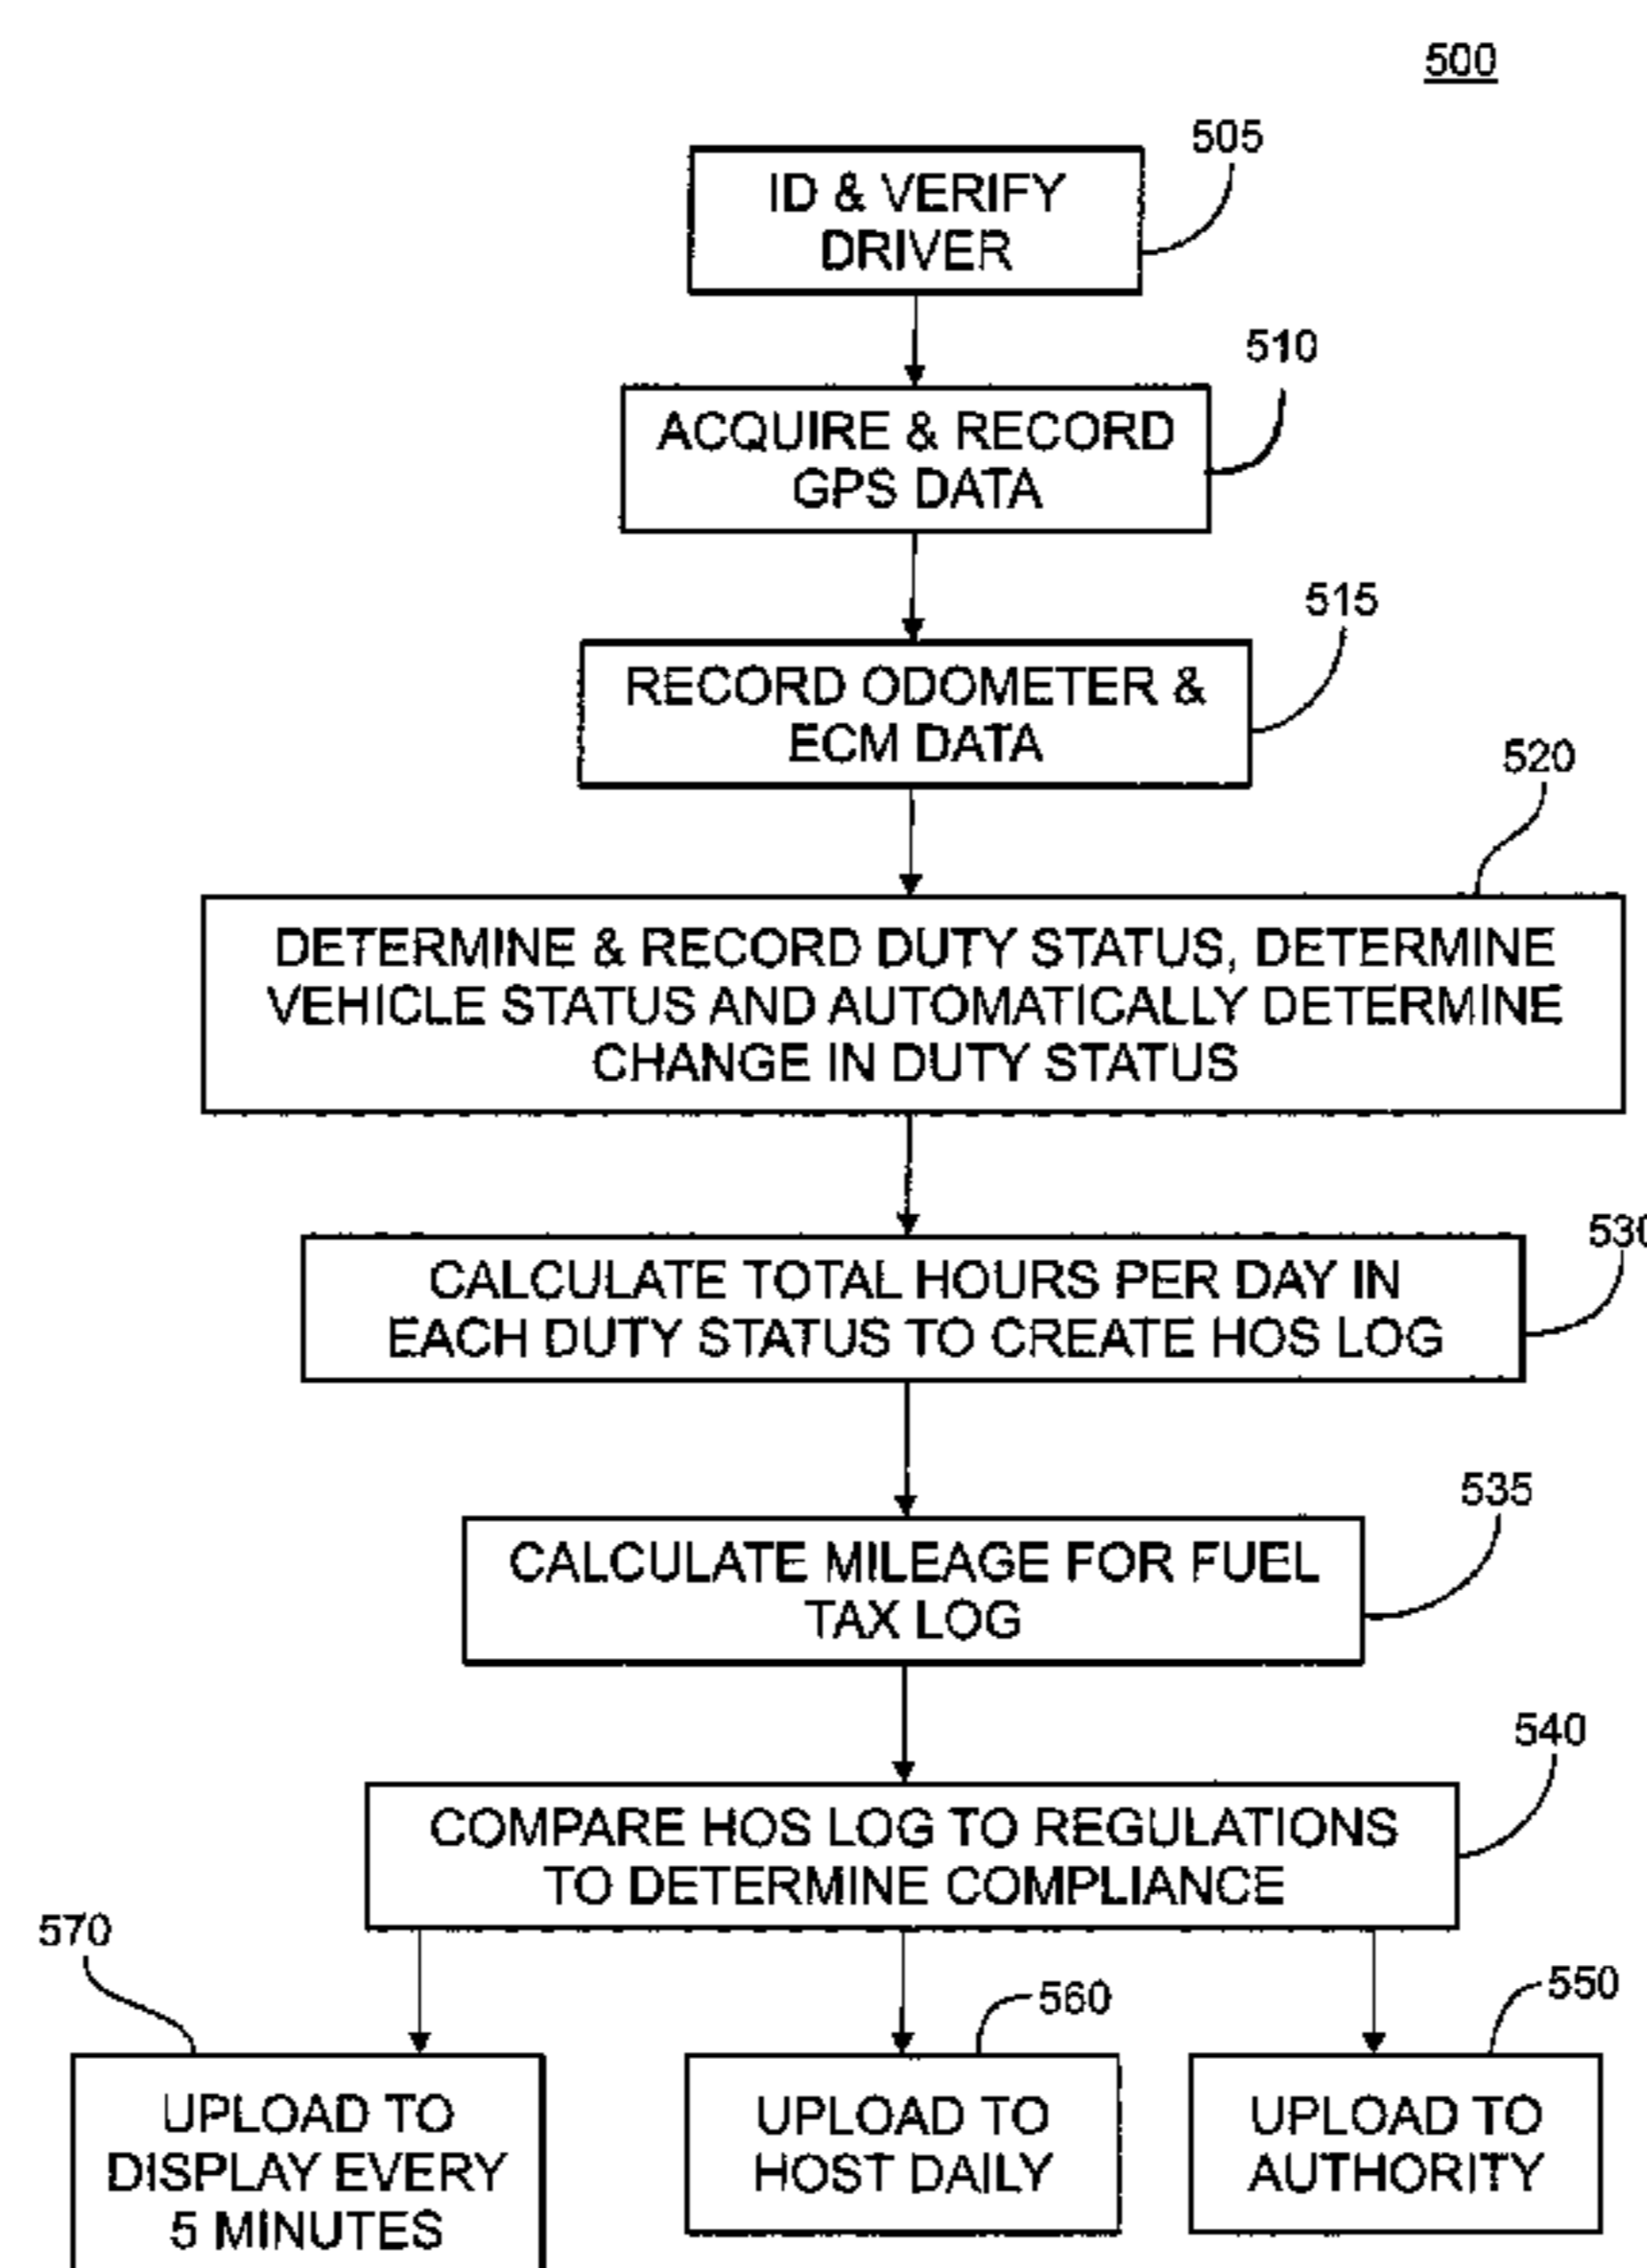 500
505
ID & VERIFY
DRIVER
510
ACQUIRE & RECORD
GPS DATA
515
RECORD ODOMETER &
ECM DATA
520
DETERMINE & RECORD DUTY STATUS, DETERMINE
VEHICLE STATUS AND AUTOMATICALLY DETERMINE
CHANGE IN DUTY STATUS
530
CALCULATE TOTAL HOURS PER DAY IN
EACH DUTY STATUS TO CREATE HOS LOG
535
CALCULATE MILEAGE FOR FUEL
TAX LOG
540
COMPARE HOS LOG TO REGULATIONS
TO DETERMINE COMPLIANCE
570
560
550
UPLOAD TO
DISPLAY EVERY
5 MINUTES
UPLOAD TO
HOST DAILY
UPLOAD TO
AUTHORITY